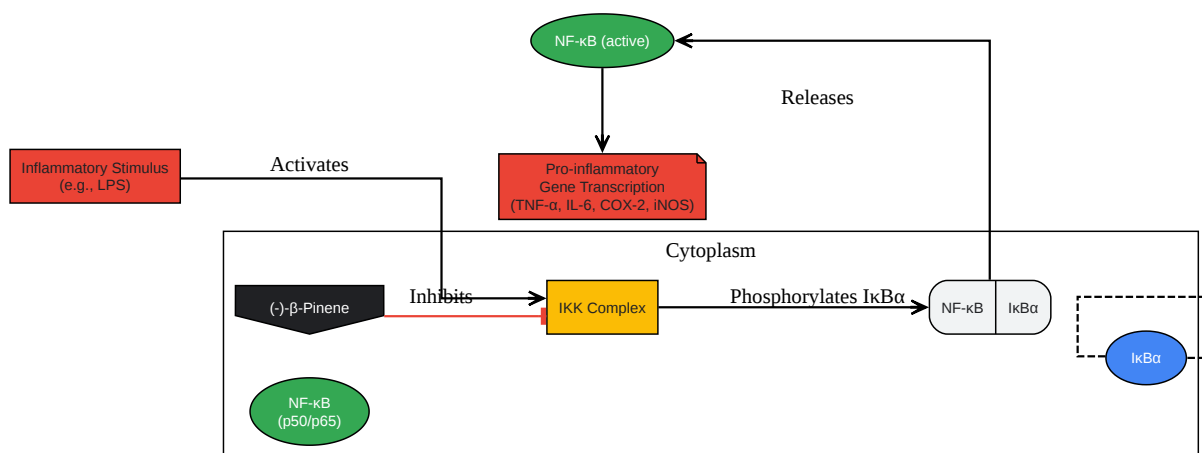 NF-κB (active)
Releases
Inflammatory Stimulus
(e.g., LPS)
Activates
Pro-inflammatory
Gene Transcription
(TNF-α, IL-6, COX-2, iNOS)
Cytoplasm
(-)-β-Pinene
Inhibits
IKK Complex
Phosphorylates IκBα
NF-κB
IκBα
IκBα
NF-κB
(p50/p65)